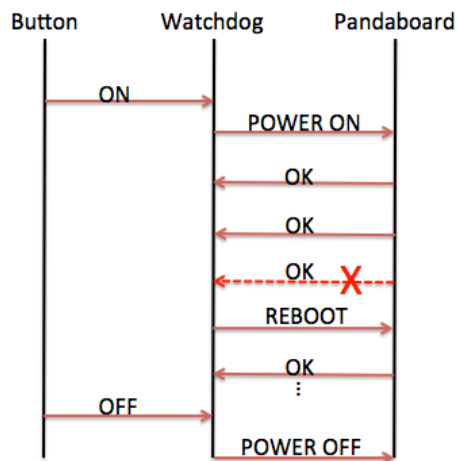 Button Watchdog Pandaboard
ON
POWER ON
OK
OK
OK X
REBOOT
OK
...
OFF
POWER OFF